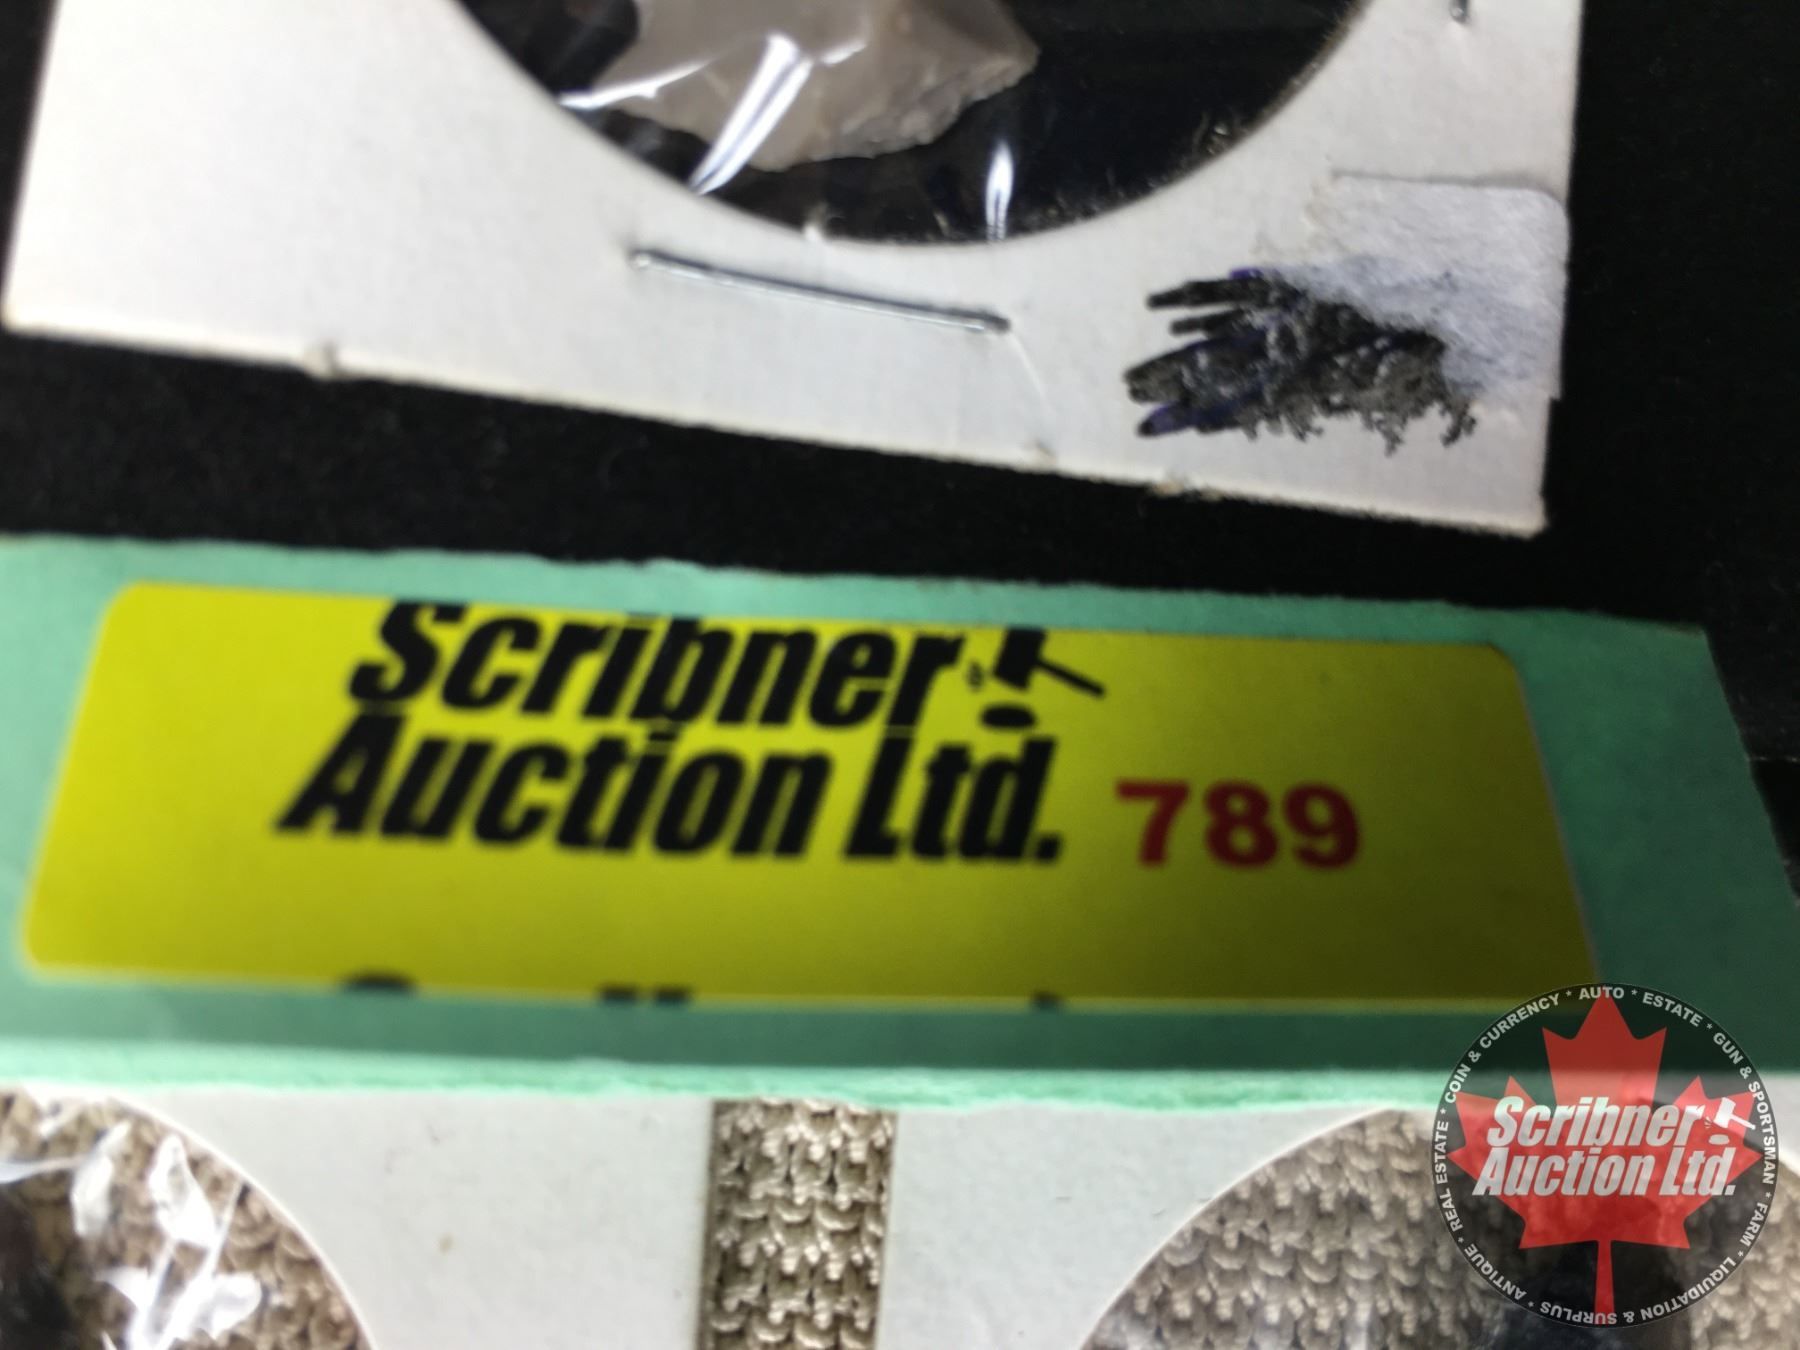 Scribner
Auction Ltd. 789
COIN & CURRENCY * AUTO * ESTATE * GUN & SPORTSMAN * FARM * LIQUIDATION & SURPLUS * ANTIQUE * REAL ESTATE *
Scribner
Auction Ltd.